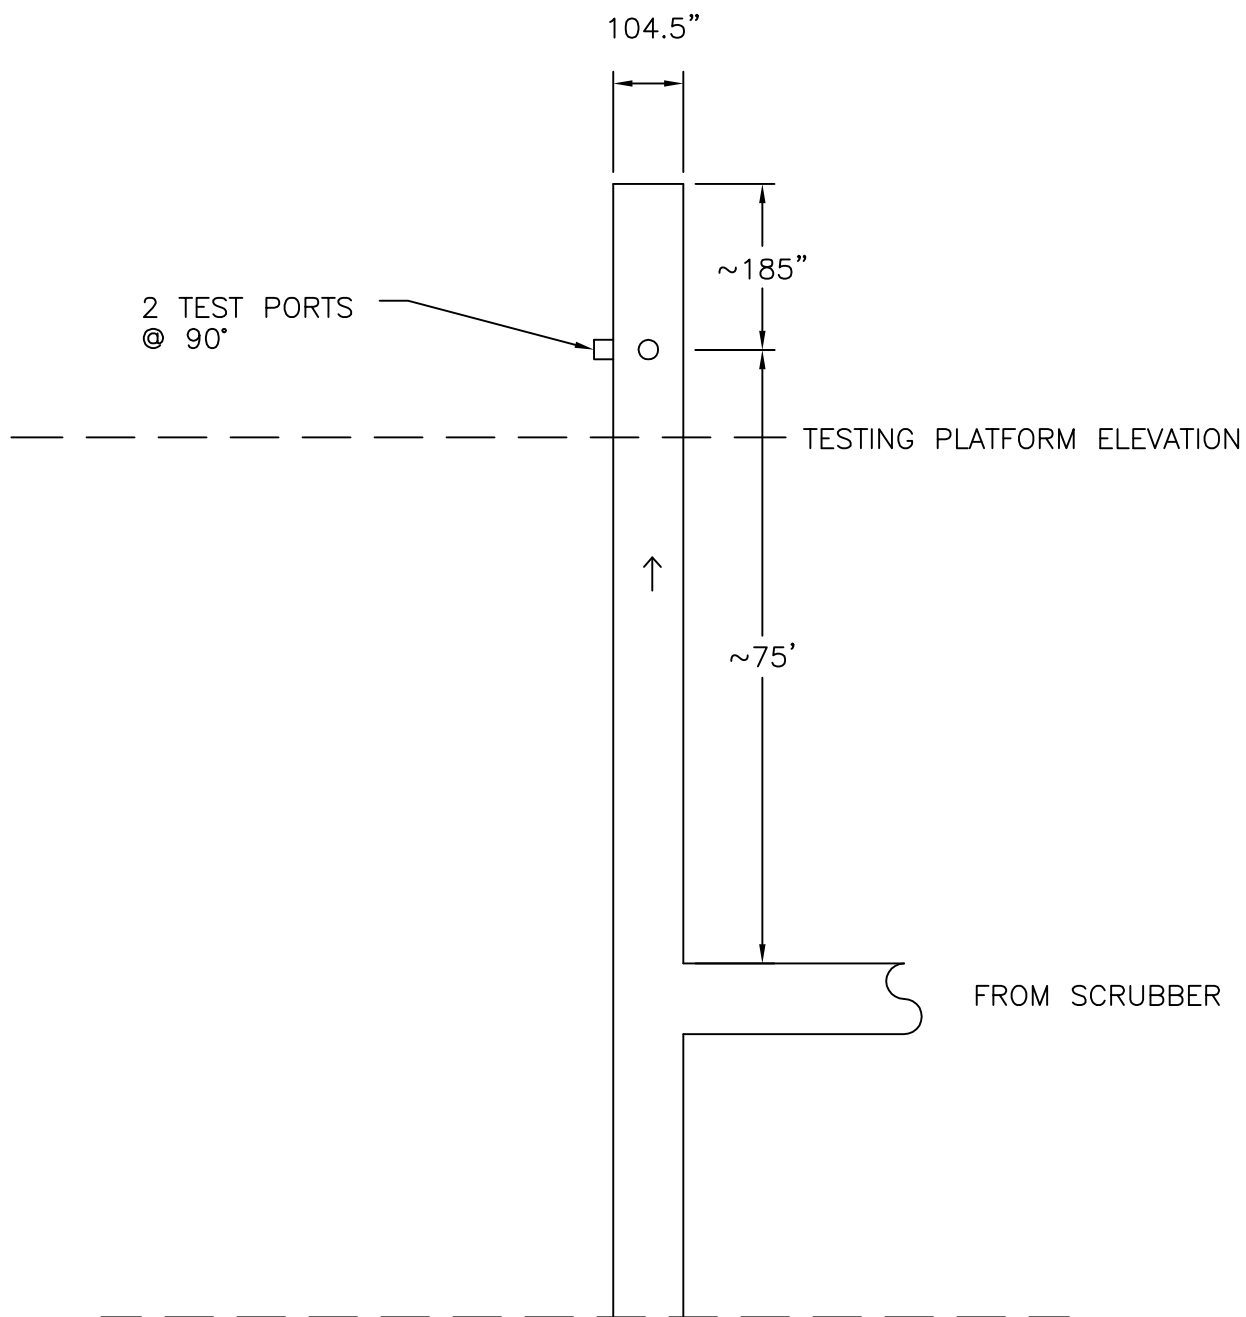 104.5”
~185”
2 TEST PORTS
@ 90°
TESTING PLATFORM ELEVATION
~75’
FROM SCRUBBER